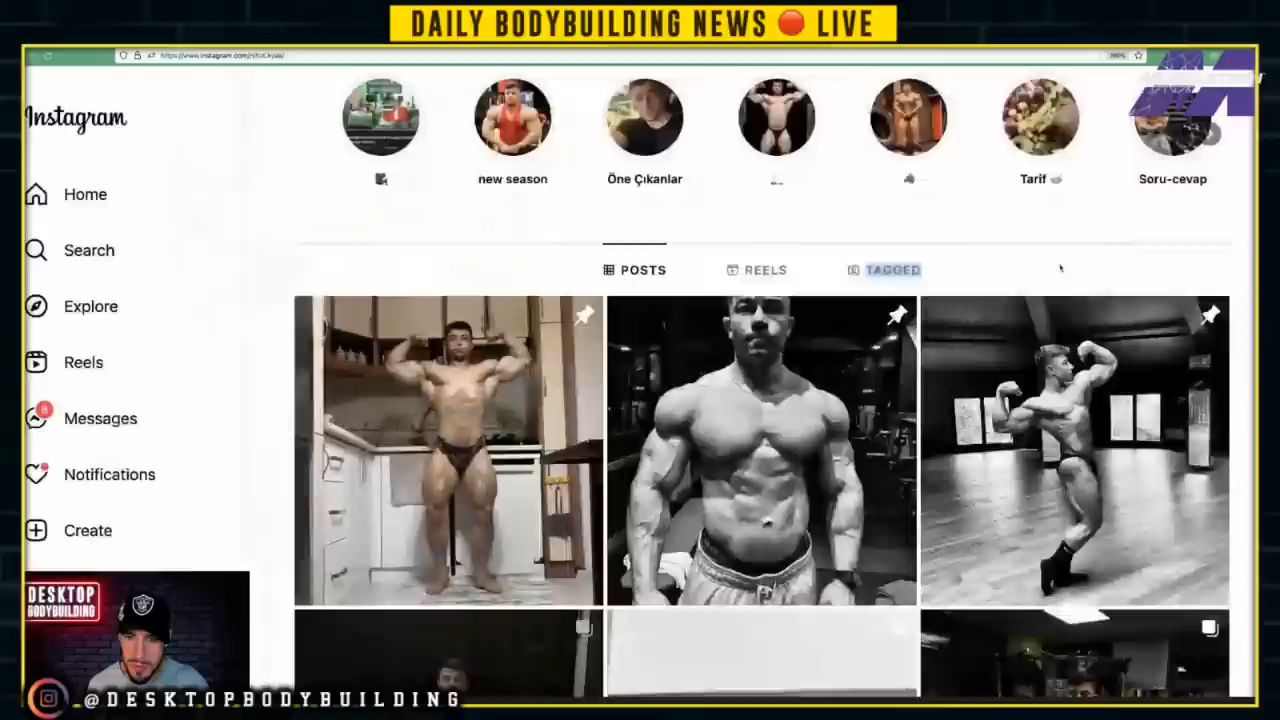 DAILY BODYBUILDING NEWS 🔴 LIVE
Instagram
new season
Öne Çıkanlar
Tarif
Soru-cevap
Home
Search
Explore
Reels
Messages
Notifications
Create
POSTS
REELS
TAGGED
DESKTOP
BODYBUILDING
@DESKTOPBODYBUILDING